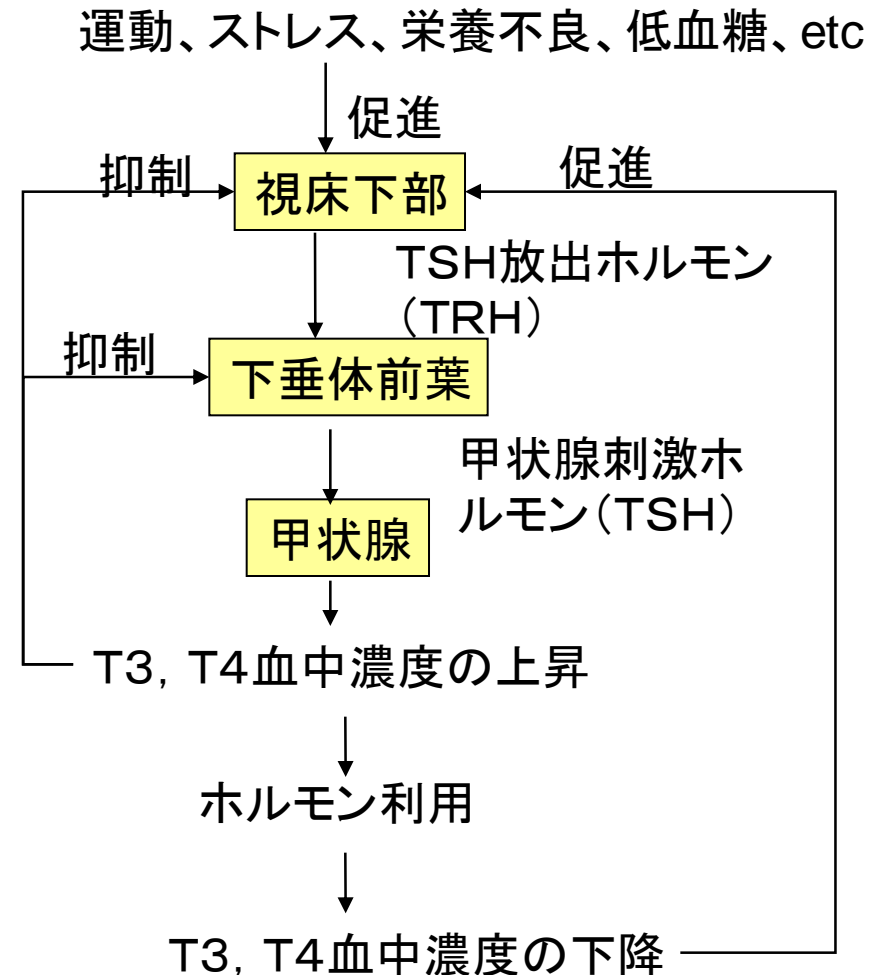 運動、ストレス、栄養不良、低血糖、etc
促進
抑制
視床下部
促進
TSH放出ホルモン
(TRH)
抑制
下垂体前葉
甲状腺刺激ホ
ルモン(TSH)
甲状腺
T3, T4血中濃度の上昇
ホルモン利用
T3, T4血中濃度の下降